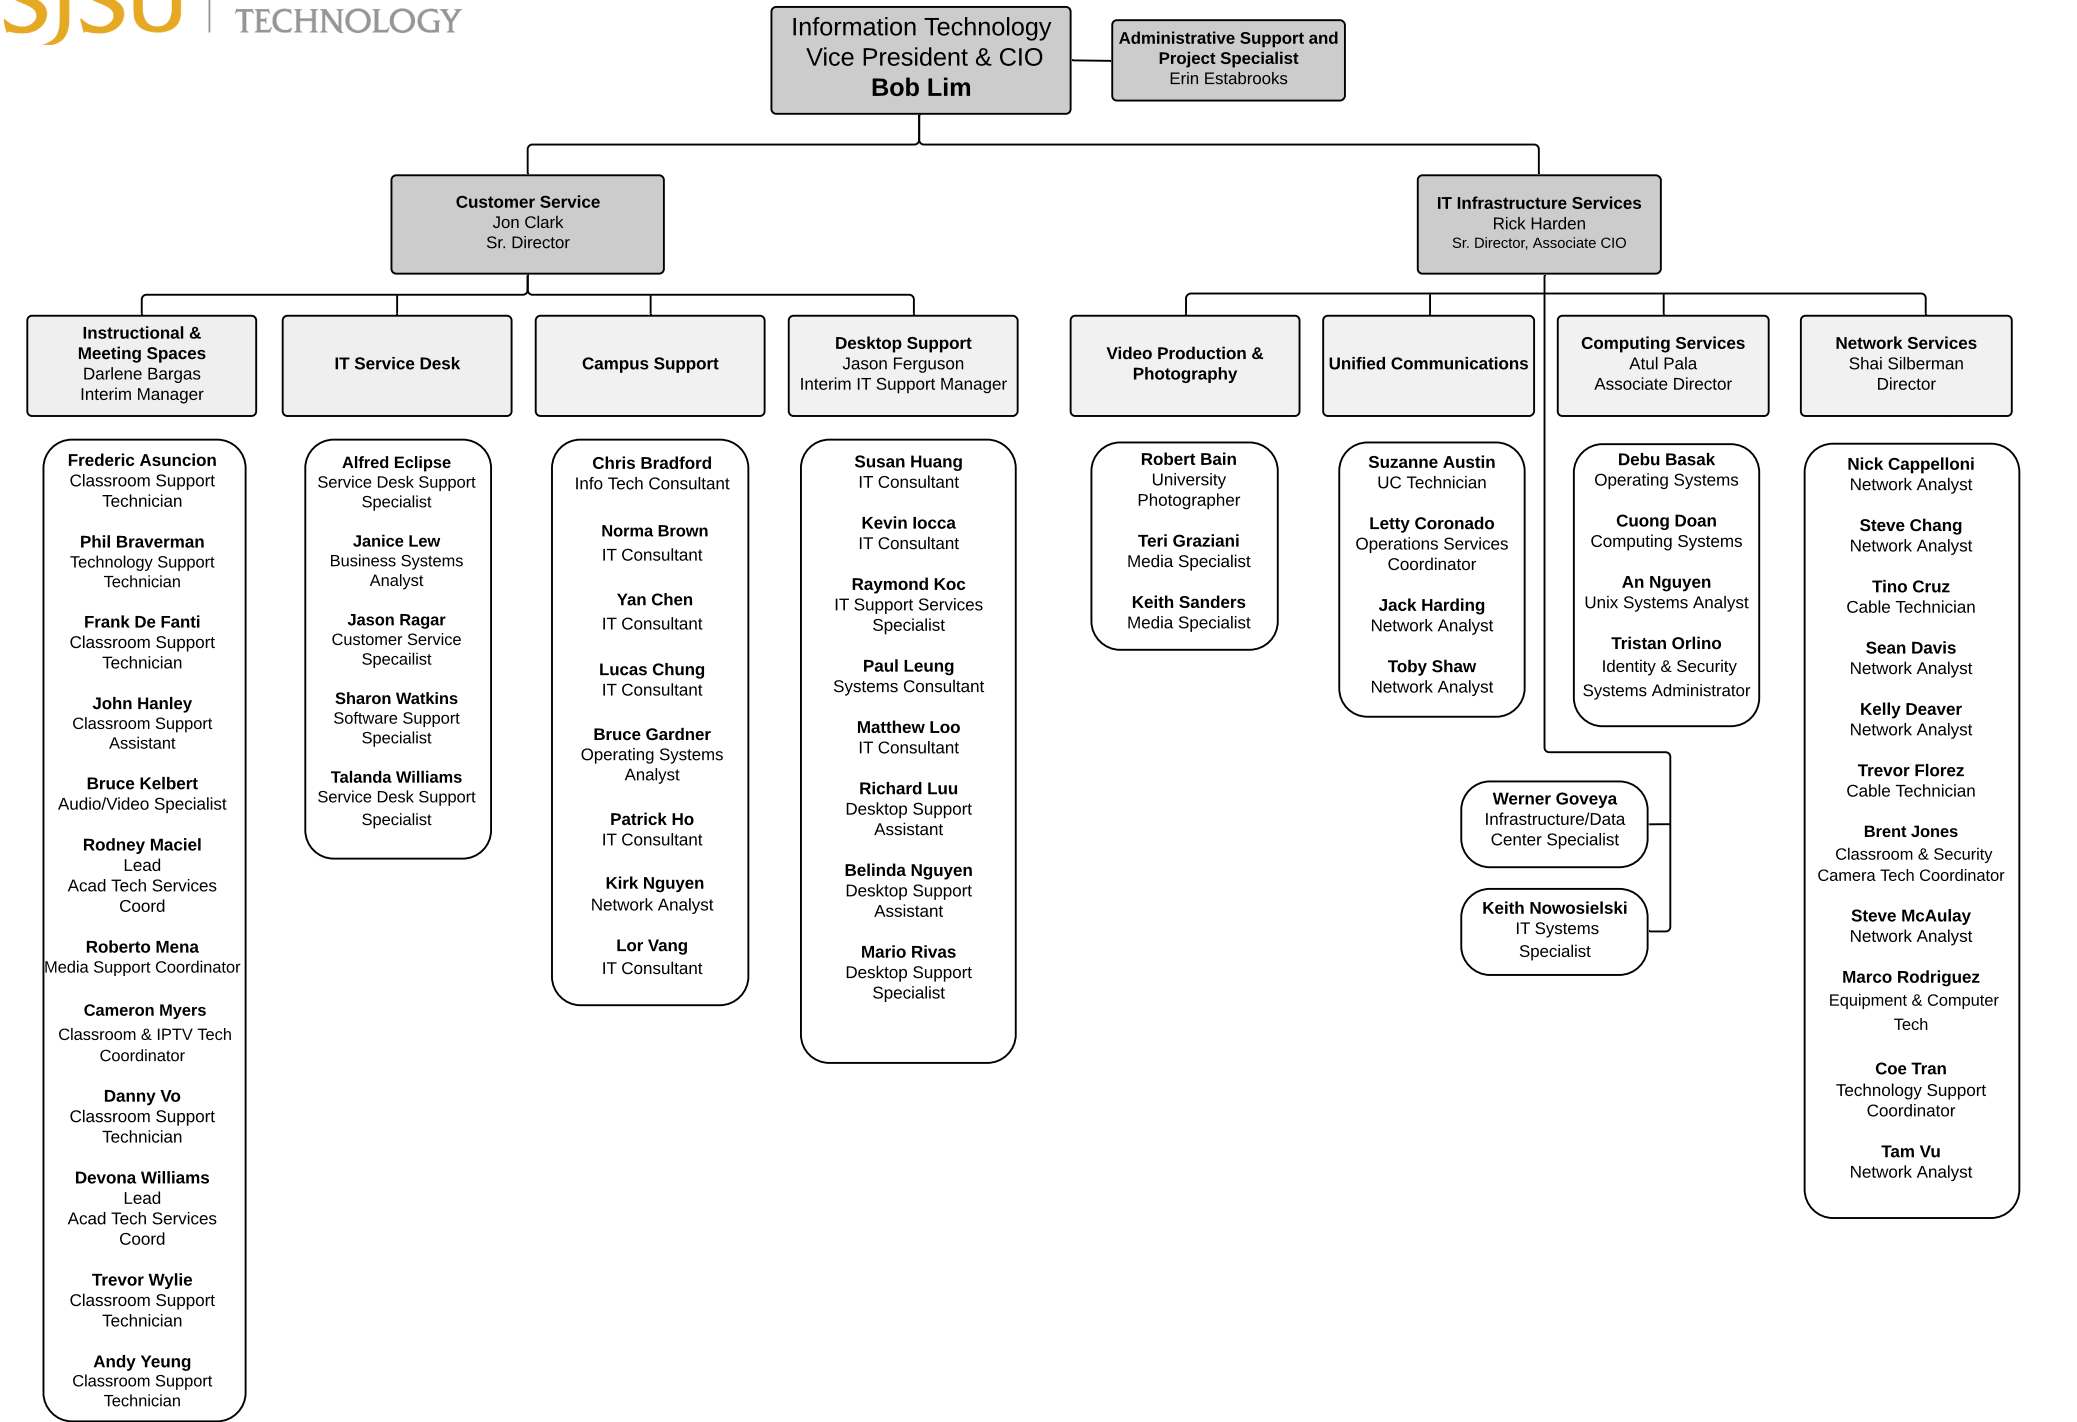 SJSU
TECHNOLOGY
Information Technology
Vice President & CIO
Bob Lim
Administrative Support and
Project Specialist
Erin Estabrooks
Customer Service
Jon Clark
Sr. Director
IT Infrastructure Services
Rick Harden
Sr. Director, Associate CIO
Instructional &
Meeting Spaces
Darlene Bargas
Interim Manager
IT Service Desk
Campus Support
Desktop Support
Jason Ferguson
Interim IT Support Manager
Video Production &
Photography
Unified Communications
Computing Services
Atul Pala
Associate Director
Network Services
Shai Silberman
Director
Frederic Asuncion
Classroom Support
Technician
Phil Braverman
Technology Support
Technician
Frank De Fanti
Classroom Support
Technician
John Hanley
Classroom Support
Assistant
Bruce Kelbert
Audio/Video Specialist
Rodney Maciel
Lead
Acad Tech Services
Coord
Roberto Mena
Media Support Coordinator
Cameron Myers
Classroom & IPTV Tech
Coordinator
Danny Vo
Classroom Support
Technician
Devona Williams
Lead
Acad Tech Services
Coord
Trevor Wylie
Classroom Support
Technician
Andy Yeung
Classroom Support
Technician
Alfred Eclipse
Service Desk Support
Specialist
Janice Lew
Business Systems
Analyst
Jason Ragar
Customer Service
Specailist
Sharon Watkins
Software Support
Specialist
Talanda Williams
Service Desk Support
Specialist
Chris Bradford
Info Tech Consultant
Norma Brown
IT Consultant
Yan Chen
IT Consultant
Lucas Chung
IT Consultant
Bruce Gardner
Operating Systems
Analyst
Patrick Ho
IT Consultant
Kirk Nguyen
Network Analyst
Lor Vang
IT Consultant
Susan Huang
IT Consultant
Kevin Iocca
IT Consultant
Raymond Koc
IT Support Services
Specialist
Paul Leung
Systems Consultant
Matthew Loo
IT Consultant
Richard Luu
Desktop Support
Assistant
Belinda Nguyen
Desktop Support
Assistant
Mario Rivas
Desktop Support
Specialist
Robert Bain
University
Photographer
Teri Graziani
Media Specialist
Keith Sanders
Media Specialist
Suzanne Austin
UC Technician
Letty Coronado
Operations Services
Coordinator
Jack Harding
Network Analyst
Toby Shaw
Network Analyst
Debu Basak
Operating Systems
Cuong Doan
Computing Systems
An Nguyen
Unix Systems Analyst
Tristan Orlino
Identity & Security
Systems Administrator
Werner Goveya
Infrastructure/Data
Center Specialist
Keith Nowosielski
IT Systems
Specialist
Nick Cappelloni
Network Analyst
Steve Chang
Network Analyst
Tino Cruz
Cable Technician
Sean Davis
Network Analyst
Kelly Deaver
Network Analyst
Trevor Florez
Cable Technician
Brent Jones
Classroom & Security
Camera Tech Coordinator
Steve McAulay
Network Analyst
Marco Rodriguez
Equipment & Computer
Tech
Coe Tran
Technology Support
Coordinator
Tam Vu
Network Analyst